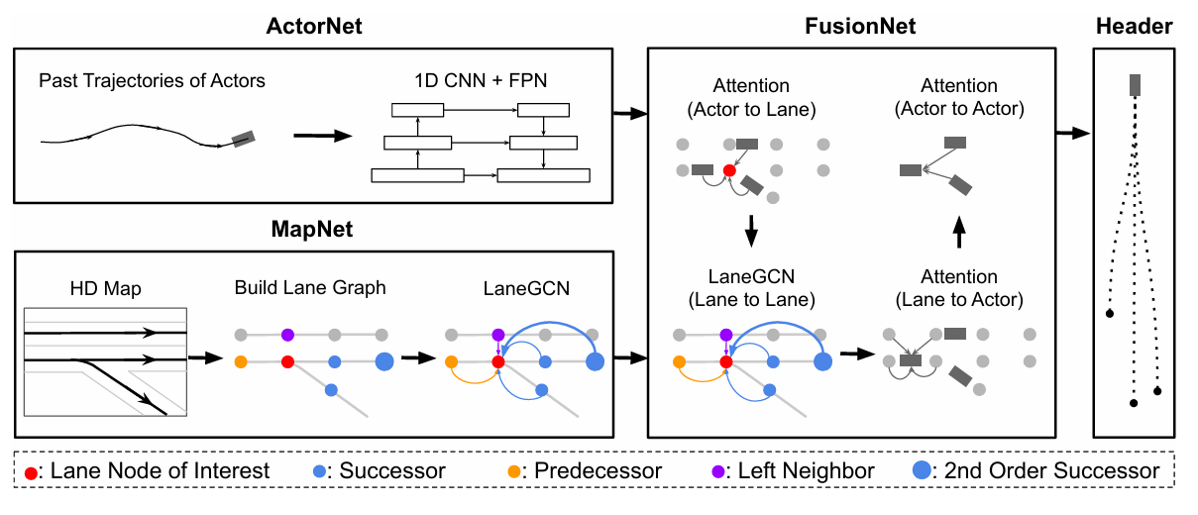 ActorNet
Past Trajectories of Actors
1D CNN + FPN
MapNet
HD Map
Build Lane Graph
LaneGCN
FusionNet
Attention
(Actor to Lane)
Attention
(Actor to Actor)
LaneGCN
(Lane to Lane)
Attention
(Lane to Actor)
Header
: Lane Node of Interest
: Successor
: Predecessor
: Left Neighbor
: 2nd Order Successor